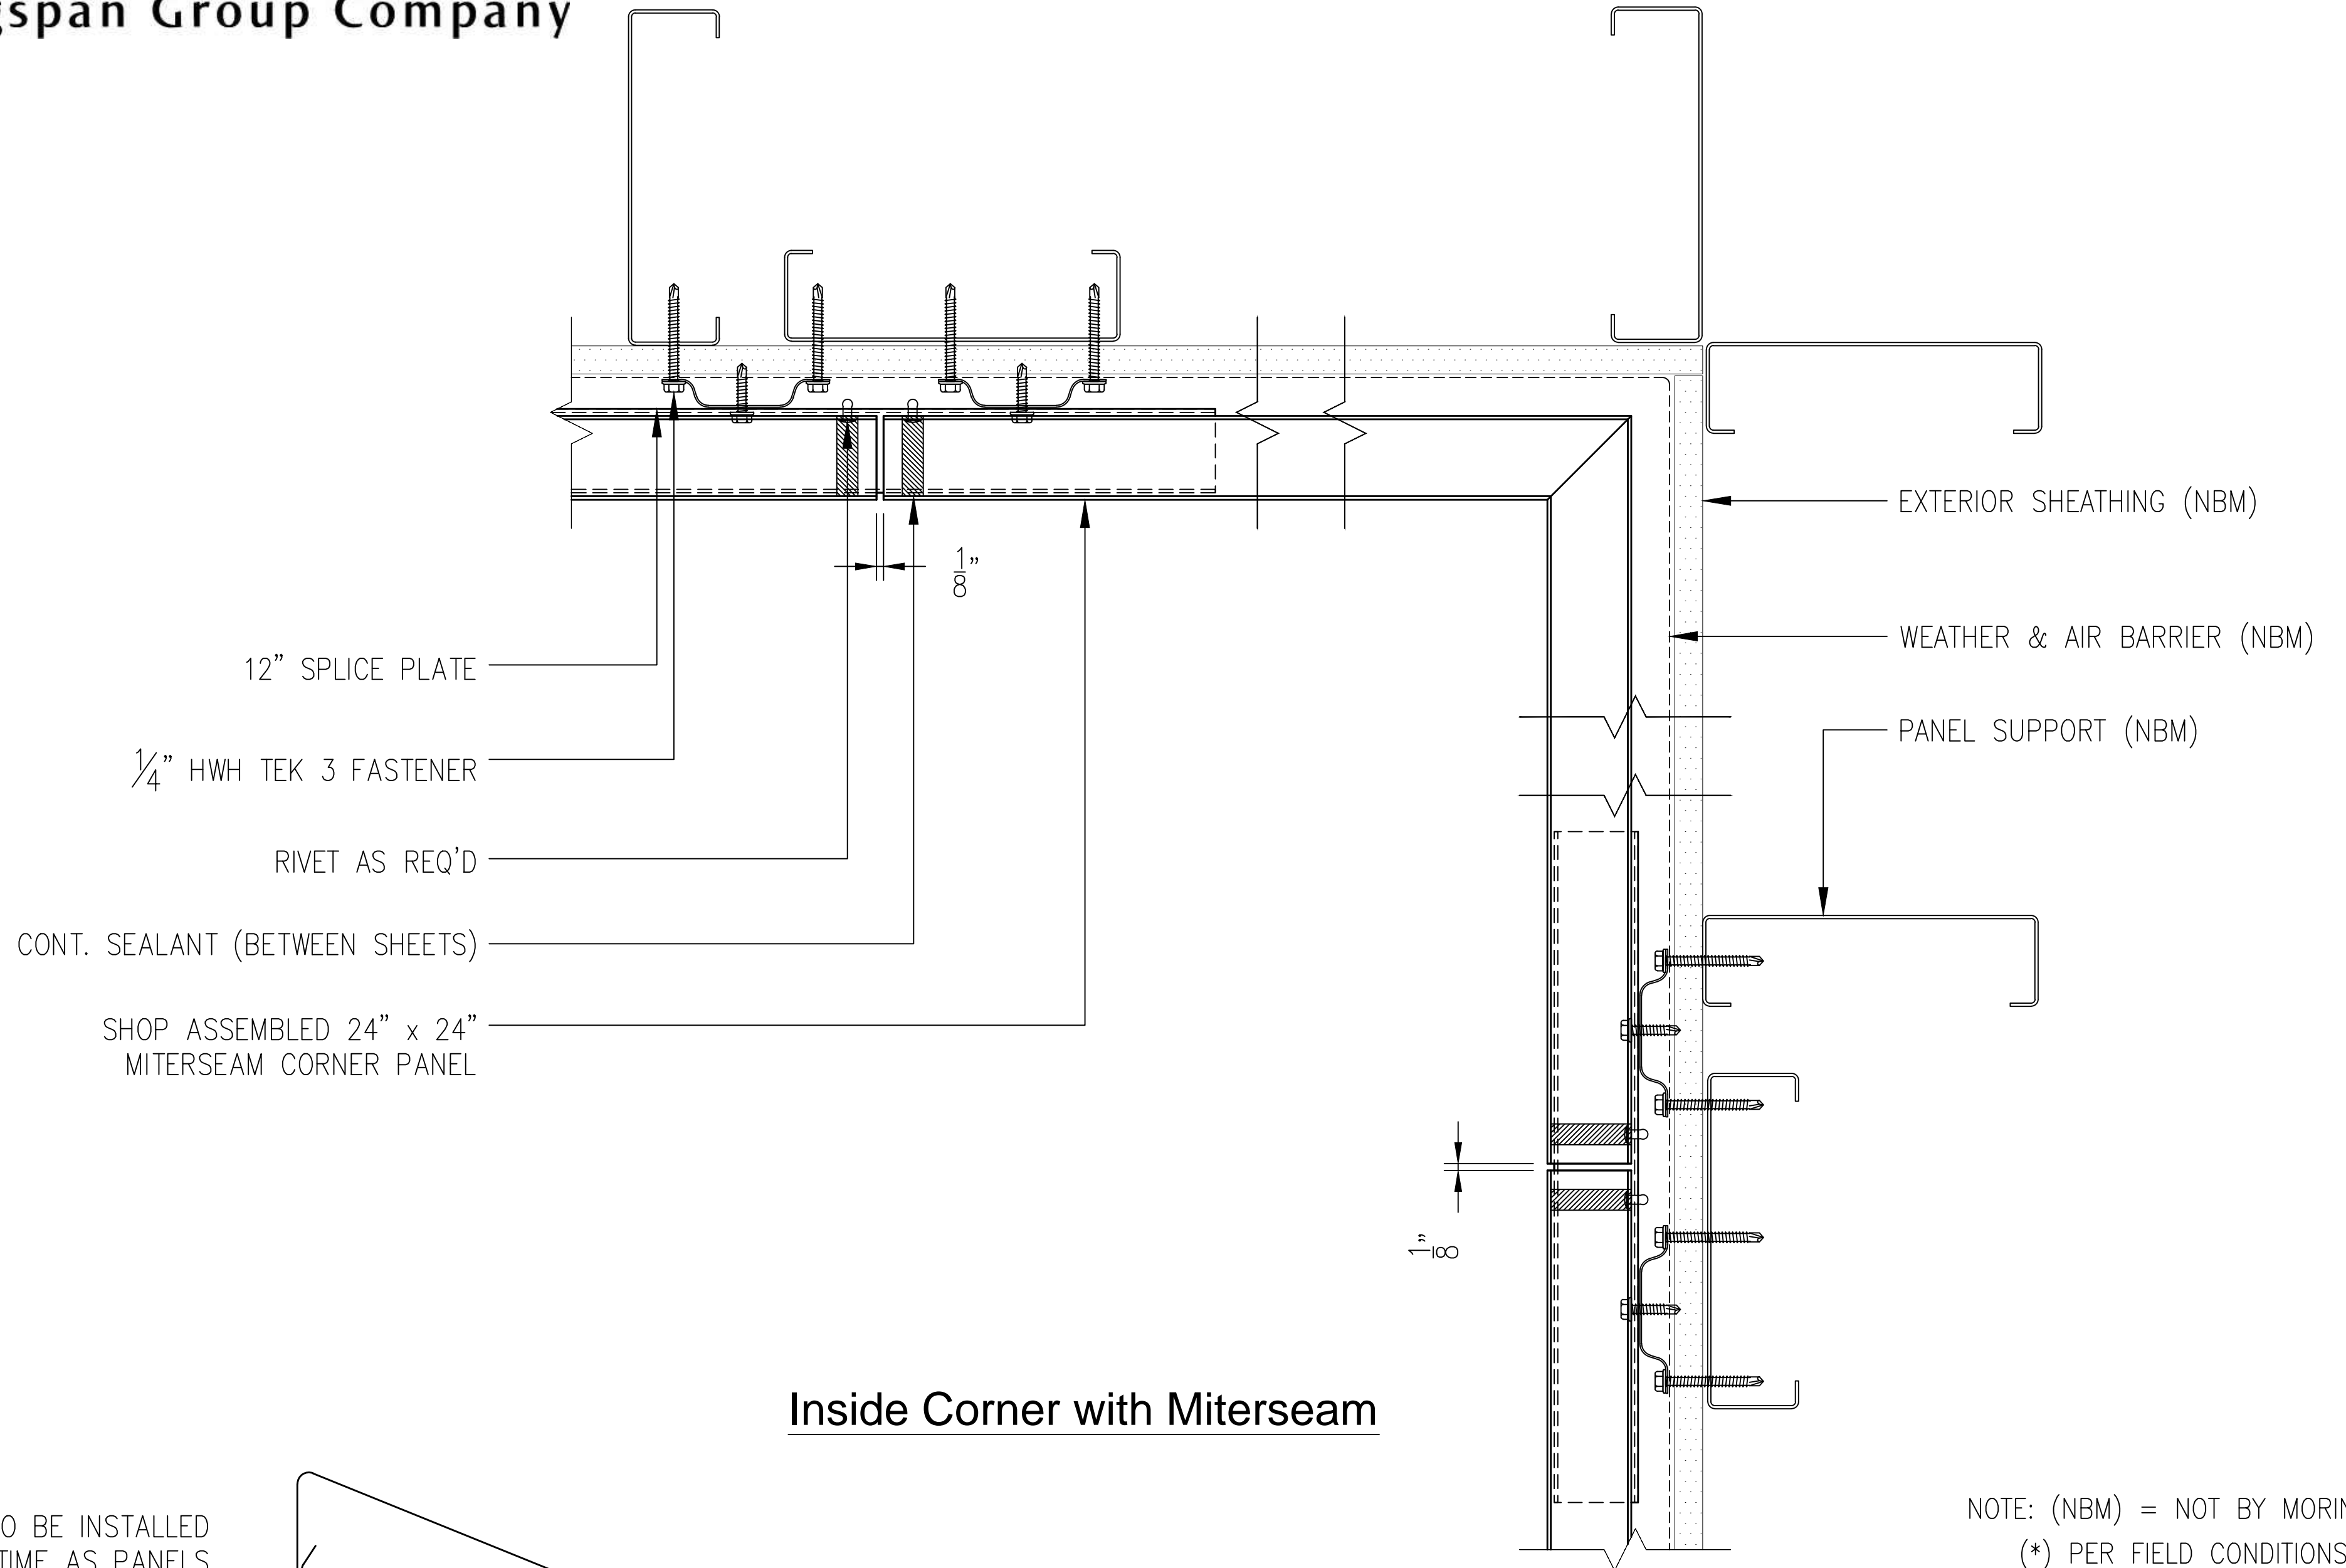 Group Company
EXTERIOR SHEATHING (NBM)
WEATHER & AIR BARRIER (NBM)
PANEL SUPPORT (NBM)
1/8"
12" SPLICE PLATE
1/4" HWH TEK 3 FASTENER
RIVET AS REQ'D
CONT. SEALANT (BETWEEN SHEETS)
SHOP ASSEMBLED 24" x 24"
MITERSEAM CORNER PANEL
1/8"
Inside Corner with Miterseam
BE INSTALLED
TIME AS PANELS
NOTE: (NBM) = NOT BY MORIN
(*) PER FIELD CONDITIONS